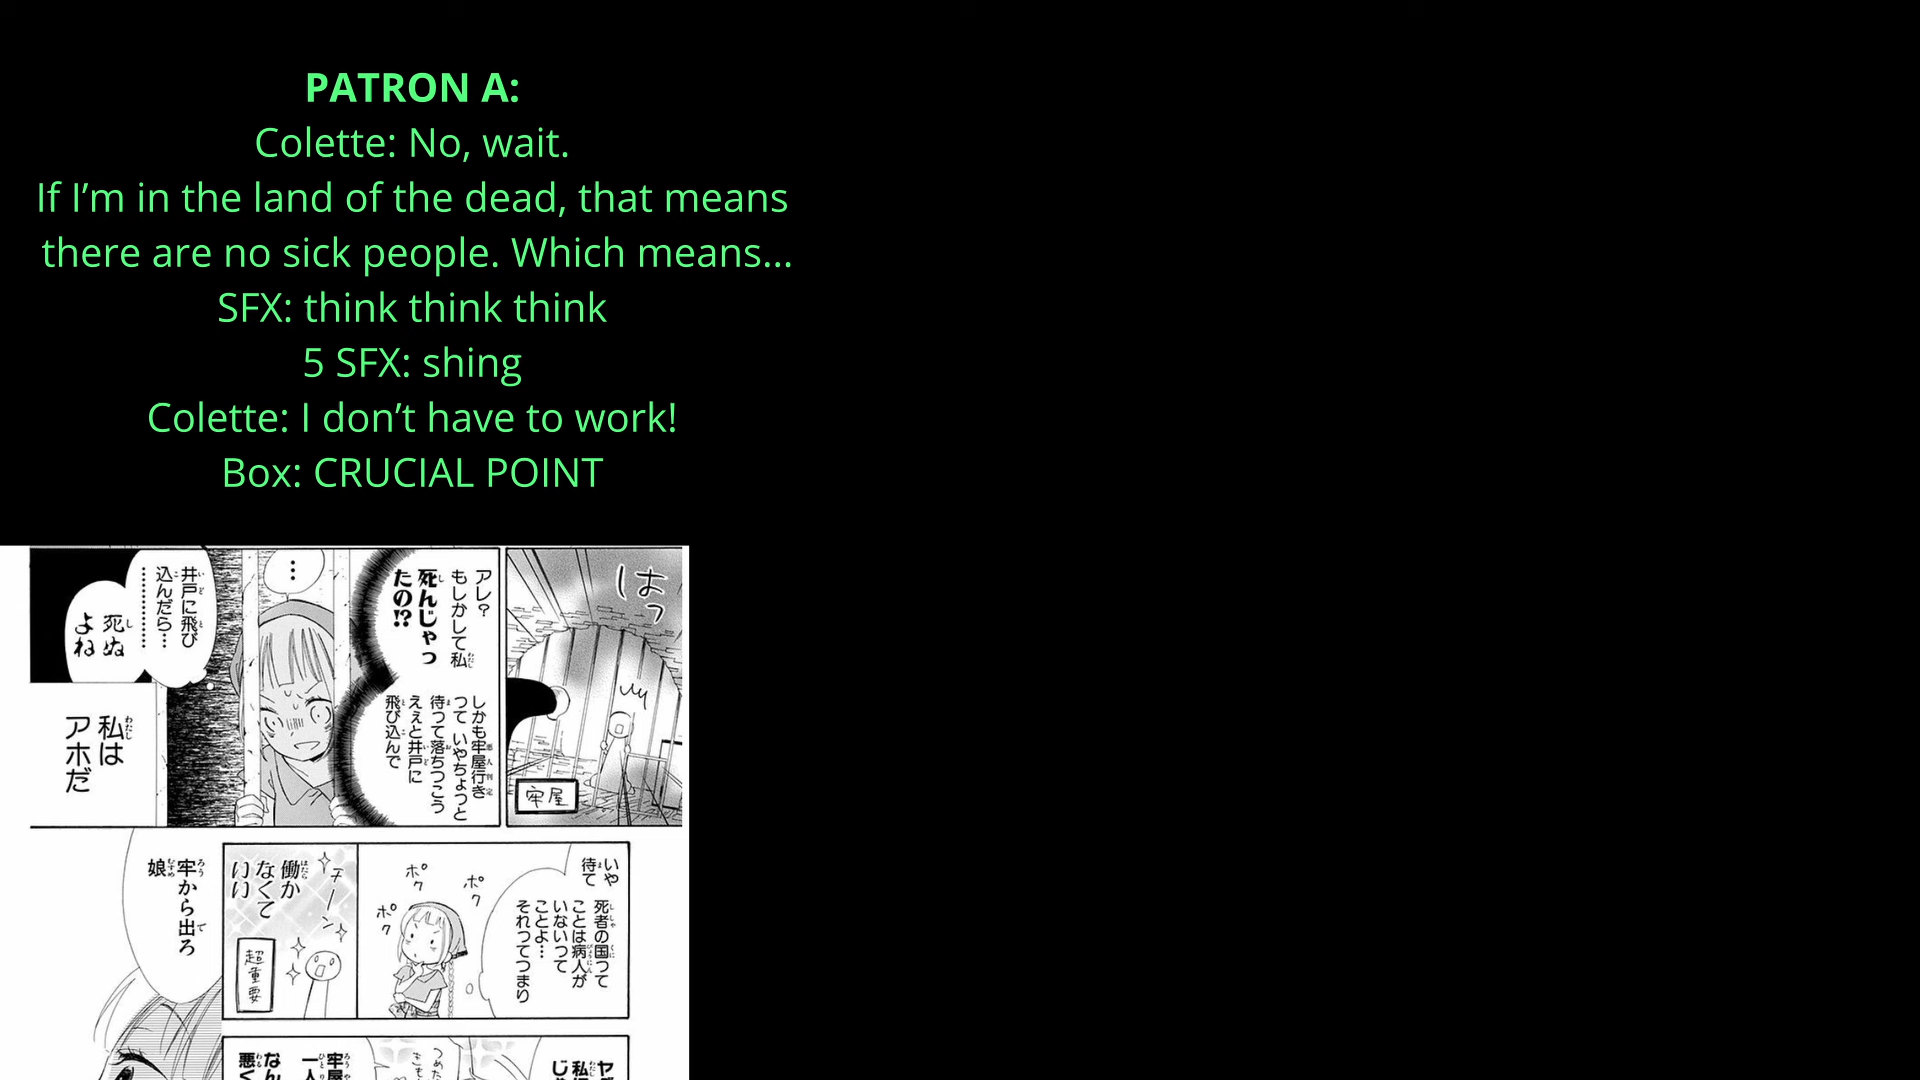 PATRON A:
Colette: No, wait.
If I’m in the land of the dead, that means
there are no sick people. Which means...
SFX: think think think
5 SFX: shing
Colette: I don’t have to work!
Box: CRUCIAL POINT
はっ
牢屋
アレ?
もしかして私
死んじゃっ
たの!?
しかも牢屋行き
って いやちょっと
待って落ちつこう
えぇと井戸に
飛び込んで
…
井戸に飛び
込んだら…
死ぬ
よね
私は
アホだ
いや
待て
死者の国って
ことは病人が
いないって
ことよ…
それってつまり
ポク
ポク
ポク
チーン
働か
なくて
いい
超重要
牢から出ろ
娘